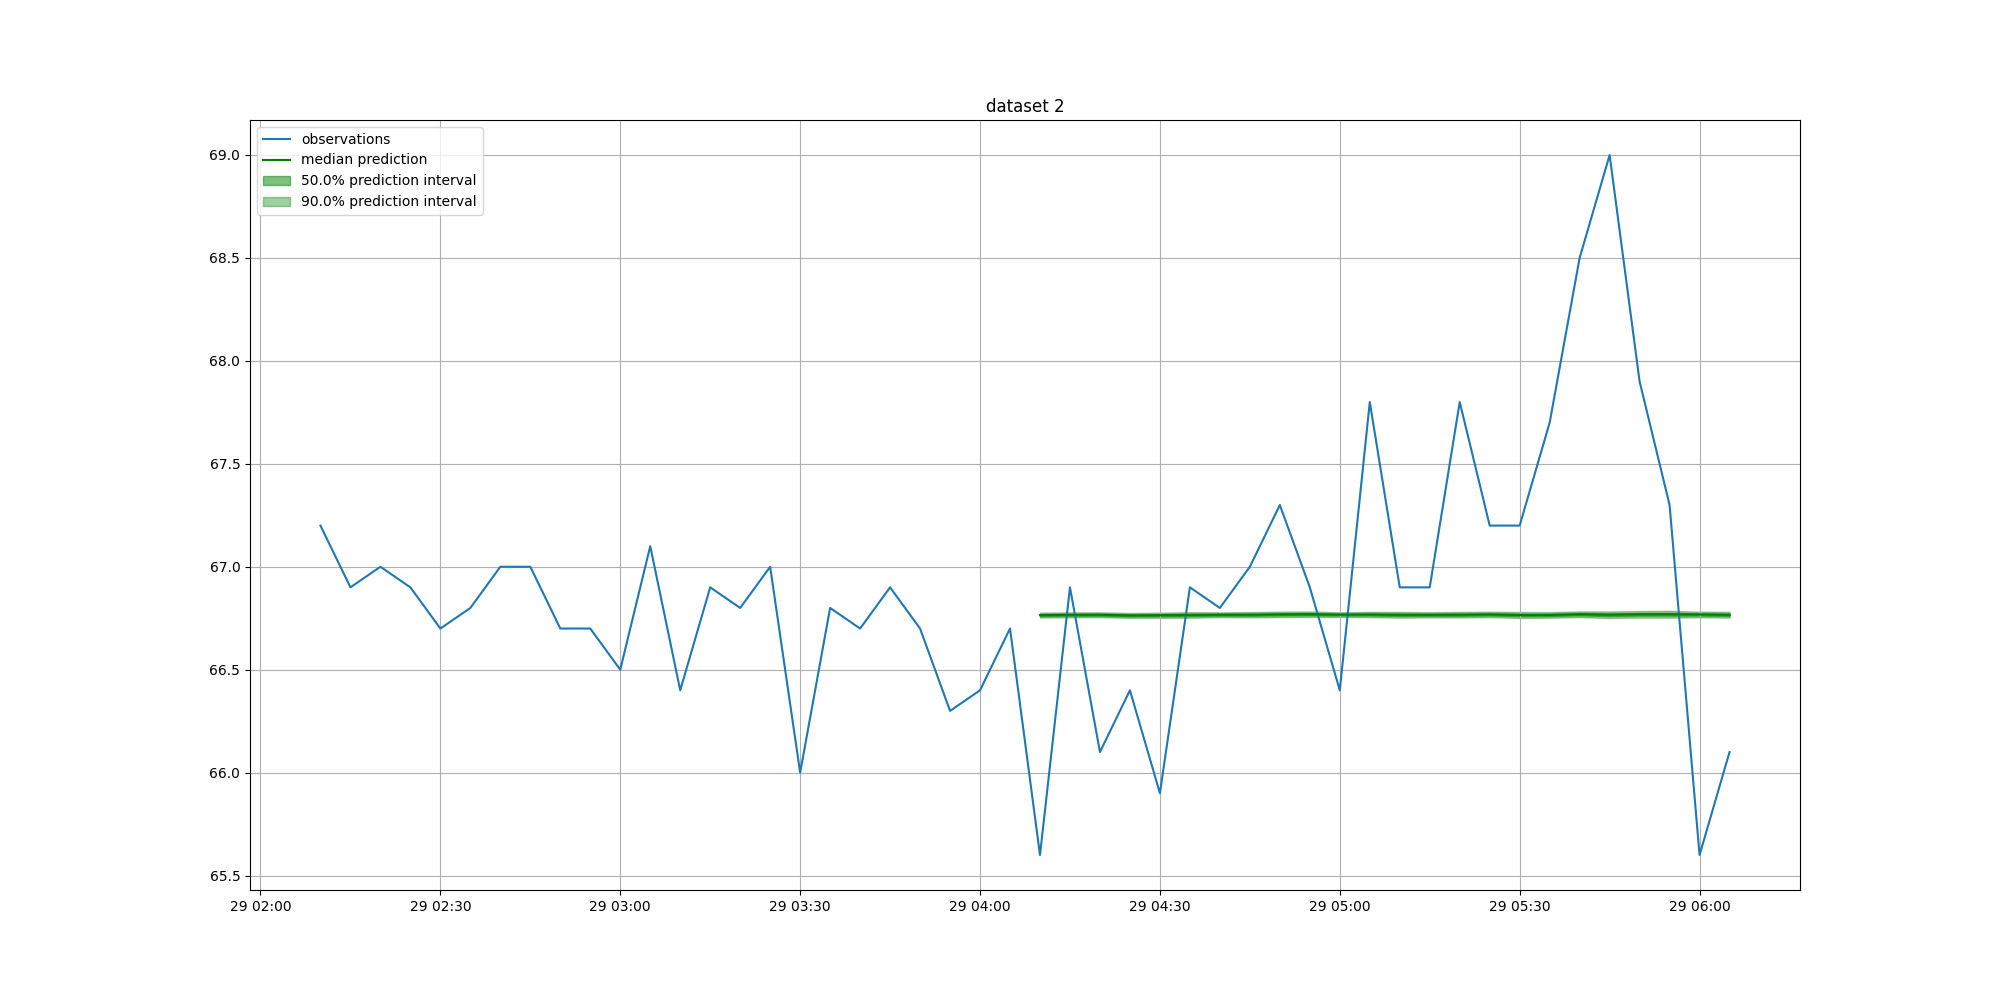 dataset 2
observations
median prediction
50.0% prediction interval
90.0% prediction interval
69.0
68.5
68.0
67.5
67.0
66.5
66.0
65.5
29 02:00 29 02:30 29 03:00 29 03:30 29 04:00 29 04:30 29 05:00 29 05:30 29 06:00